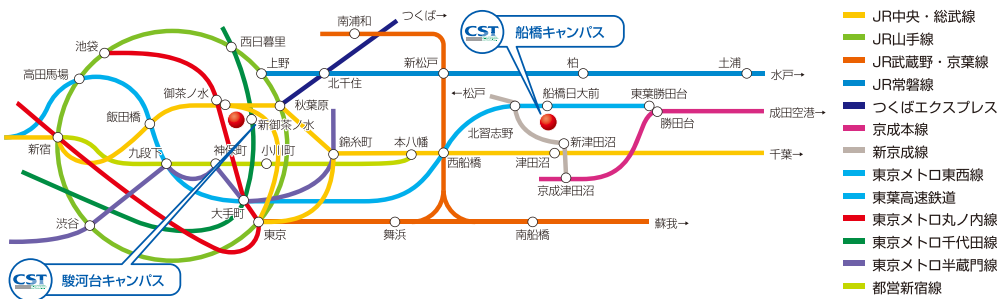 つくば→
南浦和
CST
船橋キャンパス
池袋
西日暮里
上野
北千住
新松戸
柏
土浦
水戸→
高田馬場
御茶ノ水
秋葉原
←松戸
船橋日大前
東葉勝田台
飯田橋
新御茶ノ水
錦糸町
北習志野
勝田台
成田空港→
新宿
九段下
神保町
小川町
本八幡
新津田沼
西船橋
津田沼
千葉→
京成津田沼
大手町
渋谷
東京
舞浜
南船橋
蘇我→
CST
駿河台キャンパス
JR中央・総武線
JR山手線
JR武蔵野・京葉線
JR常磐線
つくばエクスプレス
京成本線
新京成線
東京メトロ東西線
東葉高速鉄道
東京メトロ丸ノ内線
東京メトロ千代田線
東京メトロ半蔵門線
都営新宿線